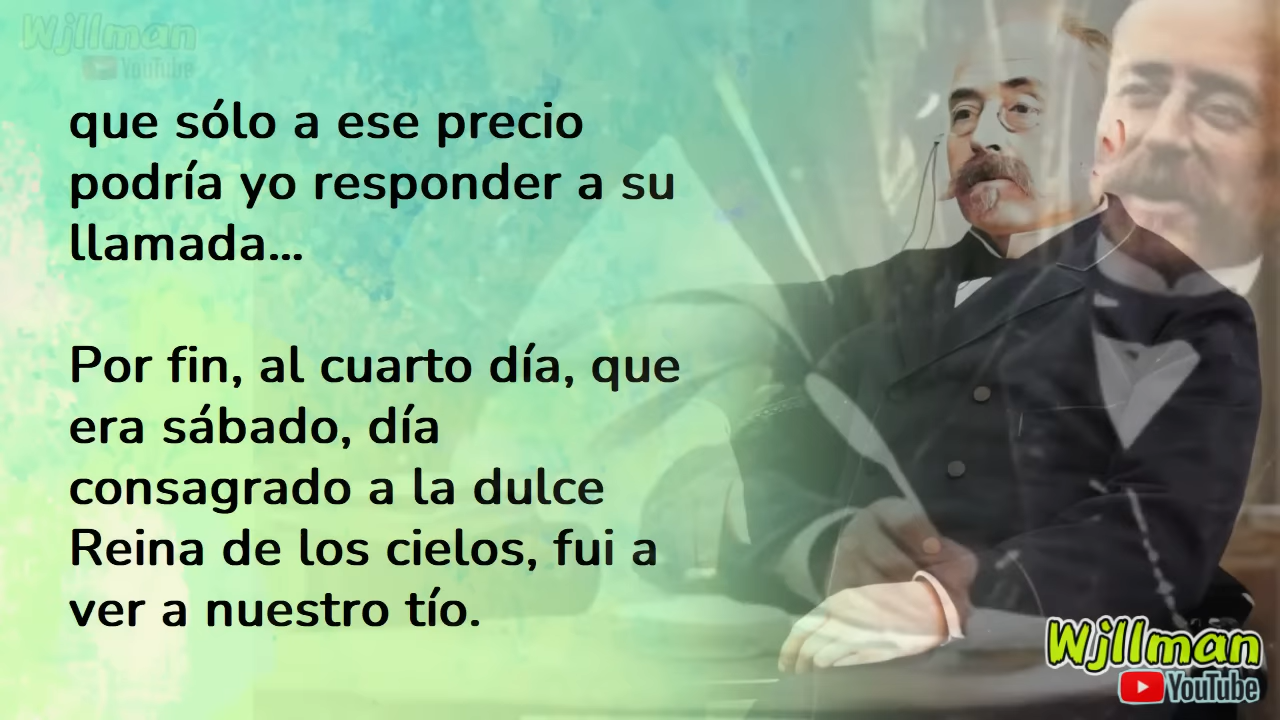 Wjllman
YouTube
que sólo a ese precio
podría yo responder a su
llamada...
Por fin, al cuarto día, que
era sábado, día
consagrado a la dulce
Reina de los cielos, fui a
ver a nuestro tío.
Wjllman
YouTube